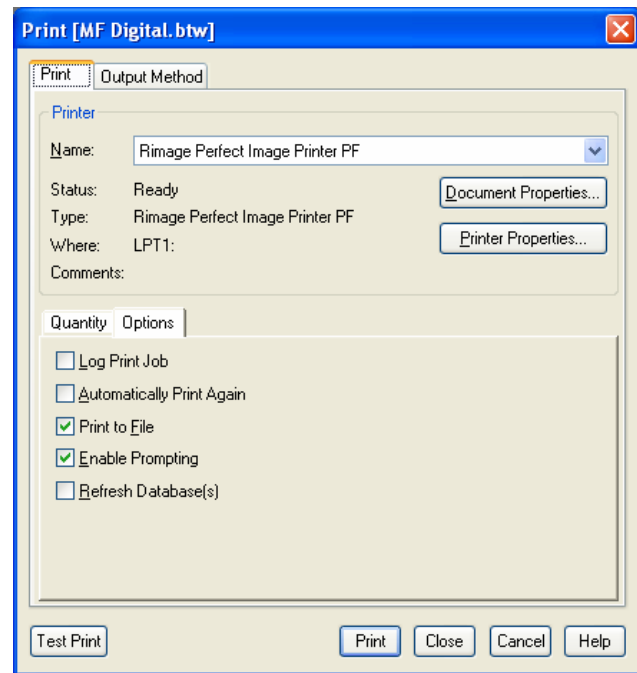 Print [MF Digital.btw]
Print Output Method
Printer
Name: Rimage Perfect Image Printer PF
Status: Ready Document Properties...
Type: Rimage Perfect Image Printer PF
Where: LPT1: Printer Properties...
Comments:
Quantity Options
Log Print Job
Automatically Print Again
Print to File
Enable Prompting
Refresh Database(s)
Test Print Print Close Cancel Help